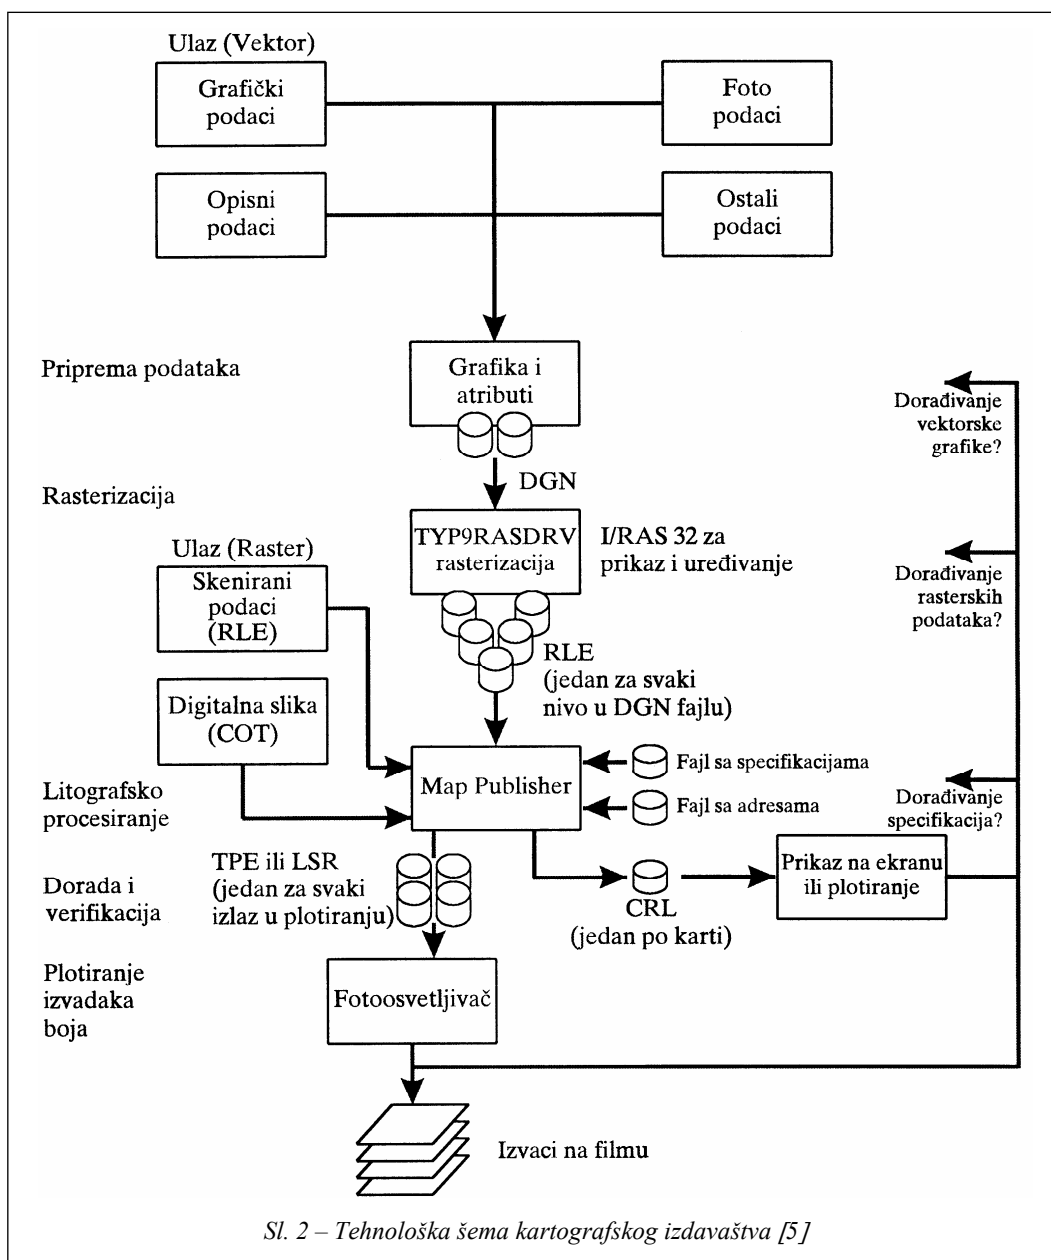 Ulaz (Vektor)
Grafički
podaci
Foto
podaci
Opisni
podaci
Ostali
podaci
Priprema podataka
Grafika i
atributi
Dorađivanje
vektorske
grafike?
DGN
Rasterizacija
TYP9RASDRV
rasterizacija
I/RAS 32 za
prikaz i uređivanje
Ulaz (Raster)
Skenirani
podaci
(RLE)
Dorađivanje
rasterskih
podataka?
RLE
(jedan za svaki
nivo u DGN fajlu)
Digitalna slika
(COT)
Map Publisher
Fajl sa specifikacijama
Fajl sa adresama
Litografsko
procesiranje
Dorađivanje
specifikacija?
TPE ili LSR
(jedan za svaki
izlaz u plotiranju)
Prikaz na ekranu
ili plotiranje
Dorada i
verifikacija
CRL
(jedan po karti)
Plotiranje
izvadaka
boja
Fotoosvetljivač
Izvaci na filmu
Sl. 2 – Tehnološka šema kartografskog izdavaštva [5]